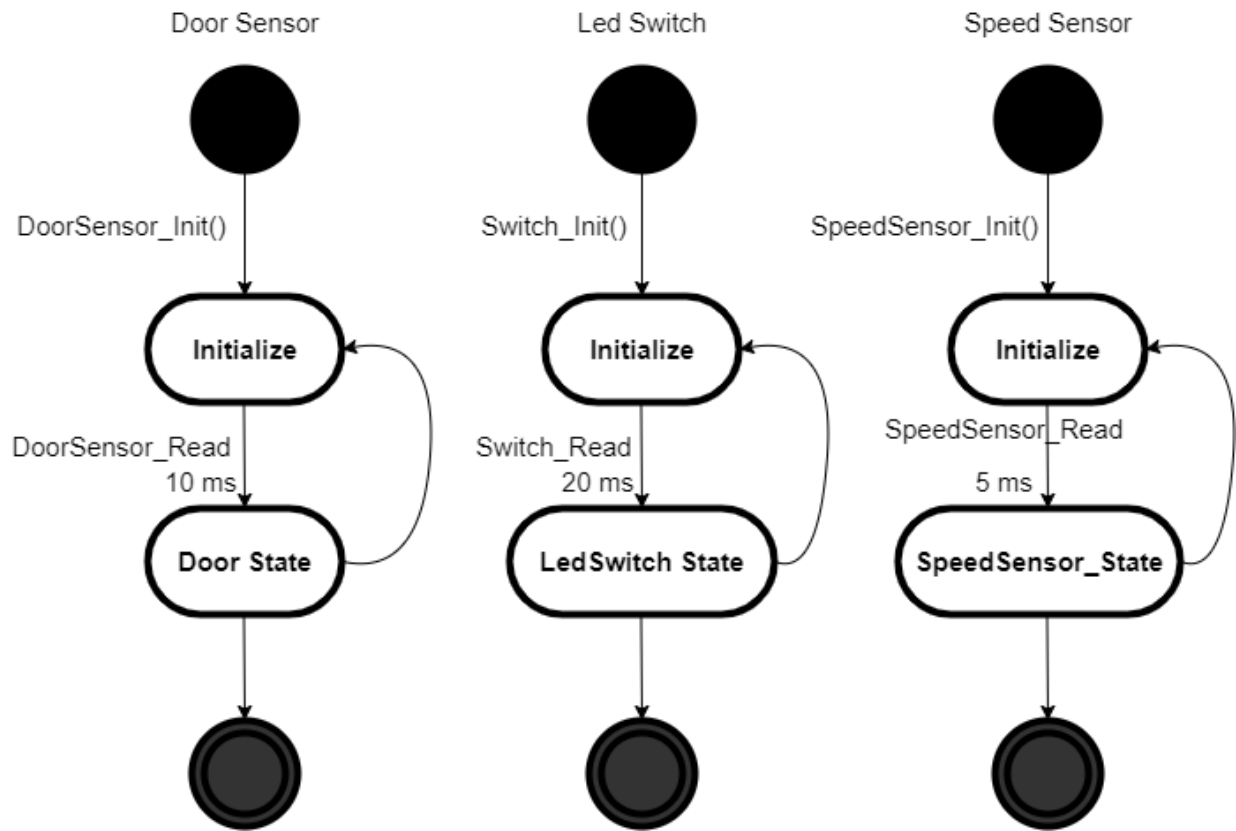 Door Sensor
Led Switch
Speed Sensor
DoorSensor_Init()
Switch_Init()
SpeedSensor_Init()
Initialize
Initialize
Initialize
DoorSensor_Read
10 ms
Switch_Read
20 ms
SpeedSensor_Read
5 ms
Door State
LedSwitch State
SpeedSensor_State